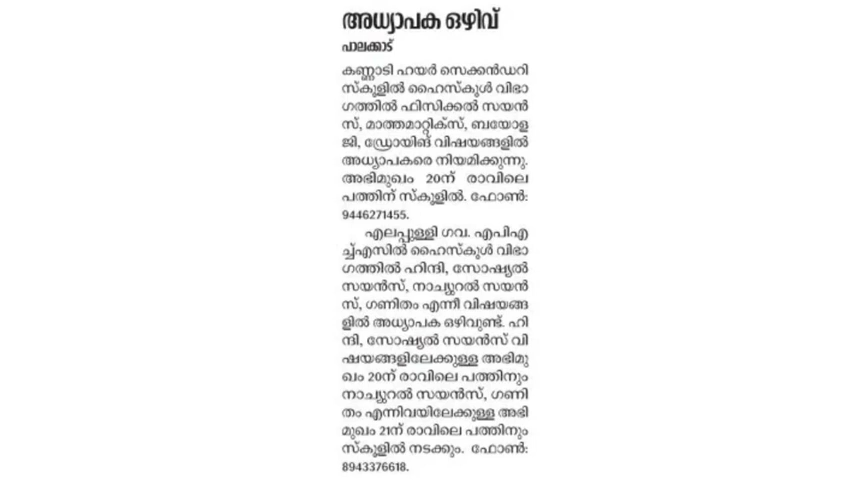 അധ്യാപക ഒഴിവ്
പാലക്കാട്
കണ്ണാടി ഹയർ സെക്കൻഡറി
സ്കൂളിൽ ഹൈസ്കൂൾ വിഭാ
ഗത്തിൽ ഫിസിക്കൽ സയൻ
സ്, മാത്തമാറ്റിക്സ്, ബയോള
ജി, ഡ്രോയിങ് വിഷയങ്ങളിൽ
അധ്യാപകരെ നിയമിക്കുന്നു.
അഭിമുഖം 20ന് രാവിലെ
പത്തിന് സ്കൂളിൽ. ഫോൺ:
9446271455.
എലപ്പുള്ളി ഗവ. എപിഎ
ച്ച്എസിൽ ഹൈസ്കൂൾ വിഭാ
ഗത്തിൽ ഹിന്ദി, സോഷ്യൽ
സയൻസ്, നാച്യുറൽ സയൻ
സ്, ഗണിതം എന്നീ വിഷയങ്ങ
ളിൽ അധ്യാപക ഒഴിവുണ്ട്. ഹി
ന്ദി, സോഷ്യൽ സയൻസ് വി
ഷയങ്ങളിലേക്കുള്ള അഭിമു
ഖം 20ന് രാവിലെ പത്തിനും
നാച്യുറൽ സയൻസ്, ഗണി
തം എന്നിവയിലേക്കുള്ള അഭി
മുഖം 21ന് രാവിലെ പത്തിനും
സ്കൂളിൽ നടക്കും. ഫോൺ:
8943376618.